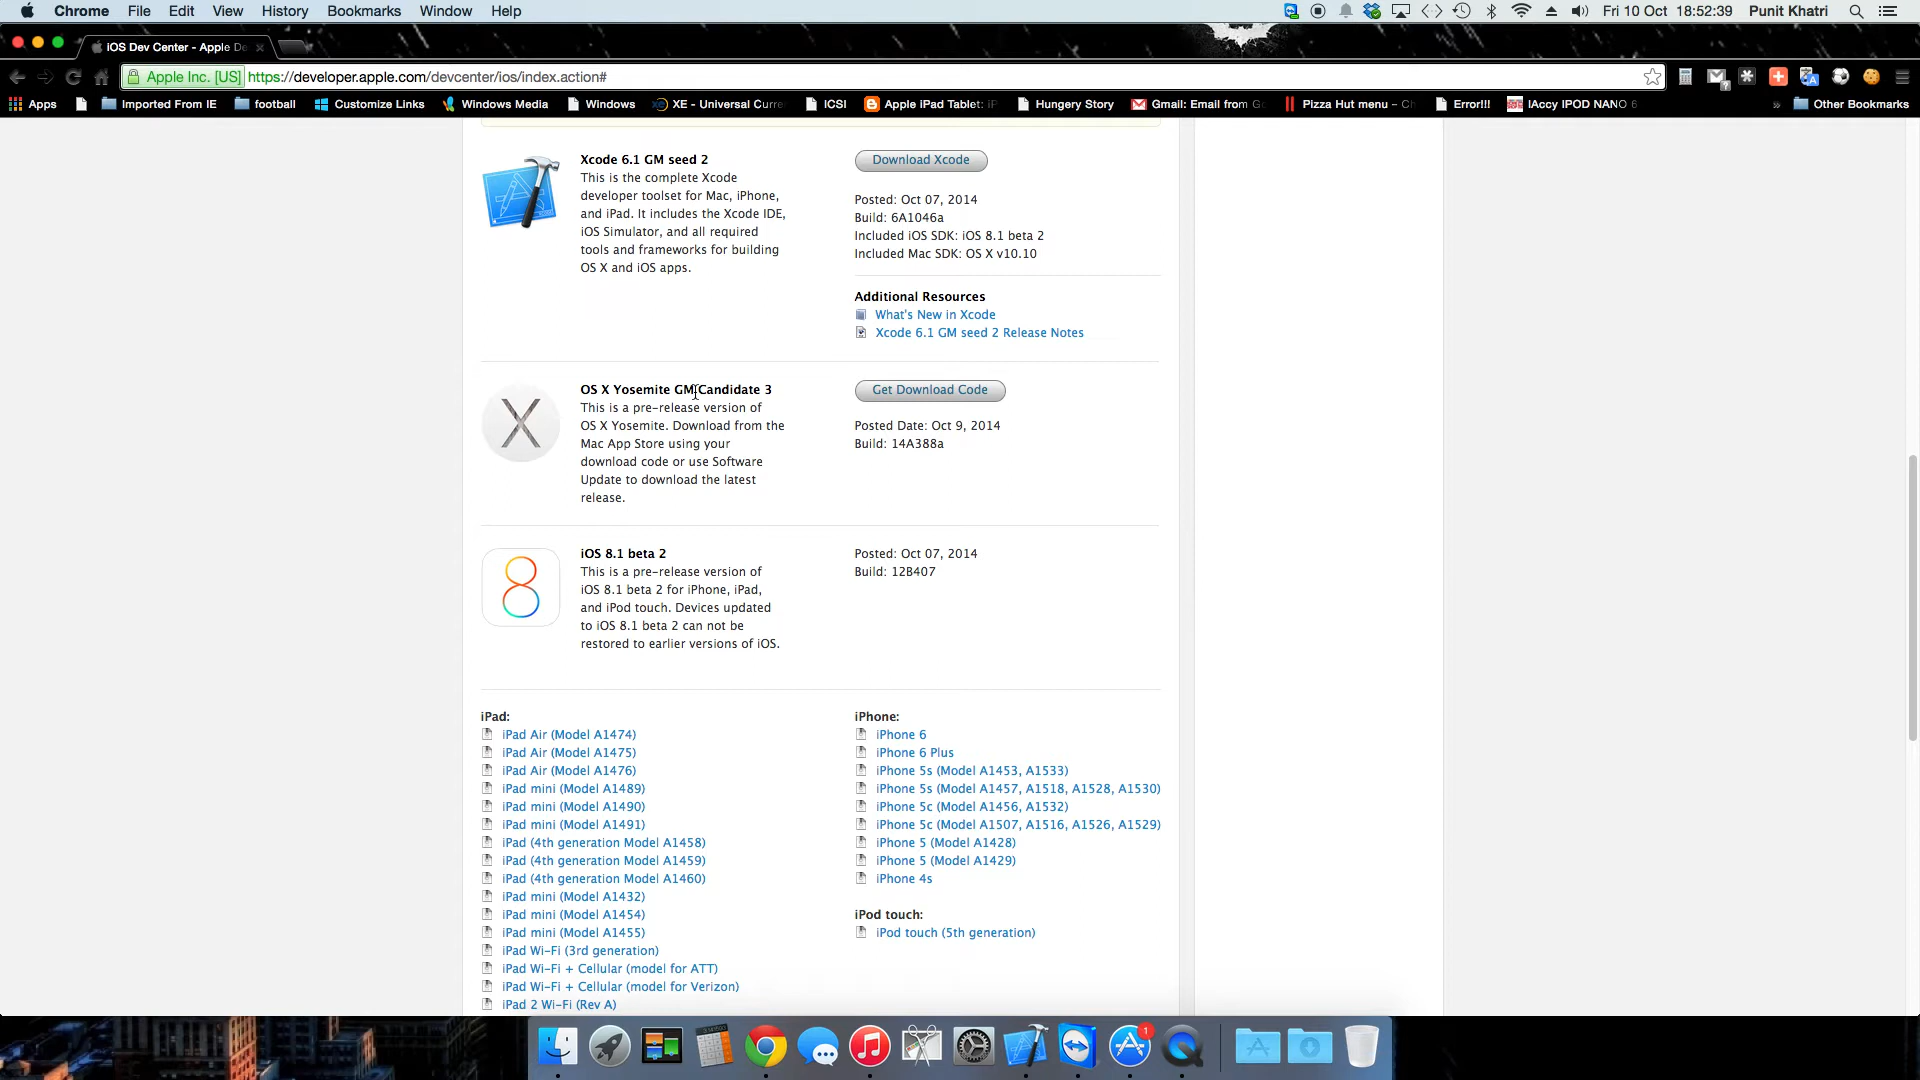 Chrome File Edit View History Bookmarks Window Help
Fri 10 Oct 18:52:39 Punit Khatri
iOS Dev Center - Apple De
Apple Inc. [US] https://developer.apple.com/devcenter/ios/index.action#
Apps Imported From IE football Customize Links Windows Media Windows XE - Universal Curre ICSI Apple iPad Tablet: iP Hungery Story Gmail: Email from Go Pizza Hut menu – Ch Error!!! IAccy IPOD NANO 6 » Other Bookmarks
Xcode 6.1 GM seed 2
This is the complete Xcode
developer toolset for Mac, iPhone,
and iPad. It includes the Xcode IDE,
iOS Simulator, and all required
tools and frameworks for building
OS X and iOS apps.
Download Xcode
Posted: Oct 07, 2014
Build: 6A1046a
Included iOS SDK: iOS 8.1 beta 2
Included Mac SDK: OS X v10.10
Additional Resources
What's New in Xcode
Xcode 6.1 GM seed 2 Release Notes
OS X Yosemite GM Candidate 3
This is a pre-release version of
OS X Yosemite. Download from the
Mac App Store using your
download code or use Software
Update to download the latest
release.
Get Download Code
Posted Date: Oct 9, 2014
Build: 14A388a
iOS 8.1 beta 2
This is a pre-release version of
iOS 8.1 beta 2 for iPhone, iPad,
and iPod touch. Devices updated
to iOS 8.1 beta 2 can not be
restored to earlier versions of iOS.
Posted: Oct 07, 2014
Build: 12B407
iPad:
iPad Air (Model A1474)
iPad Air (Model A1475)
iPad Air (Model A1476)
iPad mini (Model A1489)
iPad mini (Model A1490)
iPad mini (Model A1491)
iPad (4th generation Model A1458)
iPad (4th generation Model A1459)
iPad (4th generation Model A1460)
iPad mini (Model A1432)
iPad mini (Model A1454)
iPad mini (Model A1455)
iPad Wi-Fi (3rd generation)
iPad Wi-Fi + Cellular (model for ATT)
iPad Wi-Fi + Cellular (model for Verizon)
iPad 2 Wi-Fi (Rev A)
iPhone:
iPhone 6
iPhone 6 Plus
iPhone 5s (Model A1453, A1533)
iPhone 5s (Model A1457, A1518, A1528, A1530)
iPhone 5c (Model A1456, A1532)
iPhone 5c (Model A1507, A1516, A1526, A1529)
iPhone 5 (Model A1428)
iPhone 5 (Model A1429)
iPhone 4s
iPod touch:
iPod touch (5th generation)
1